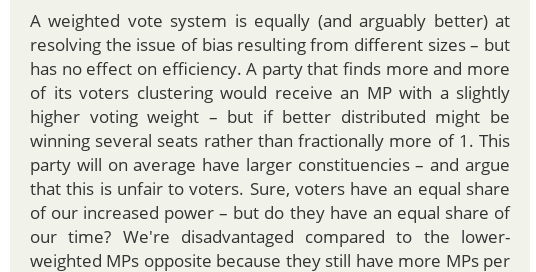 A weighted vote system is equally (and arguably better) at
resolving the issue of bias resulting from different sizes – but
has no effect on efficiency. A party that finds more and more
of its voters clustering would receive an MP with a slightly
higher voting weight – but if better distributed might be
winning several seats rather than fractionally more of 1. This
party will on average have larger constituencies – and argue
that this is unfair to voters. Sure, voters have an equal share
of our increased power – but do they have an equal share of
our time? We're disadvantaged compared to the lower-
weighted MPs opposite because they still have more MPs per